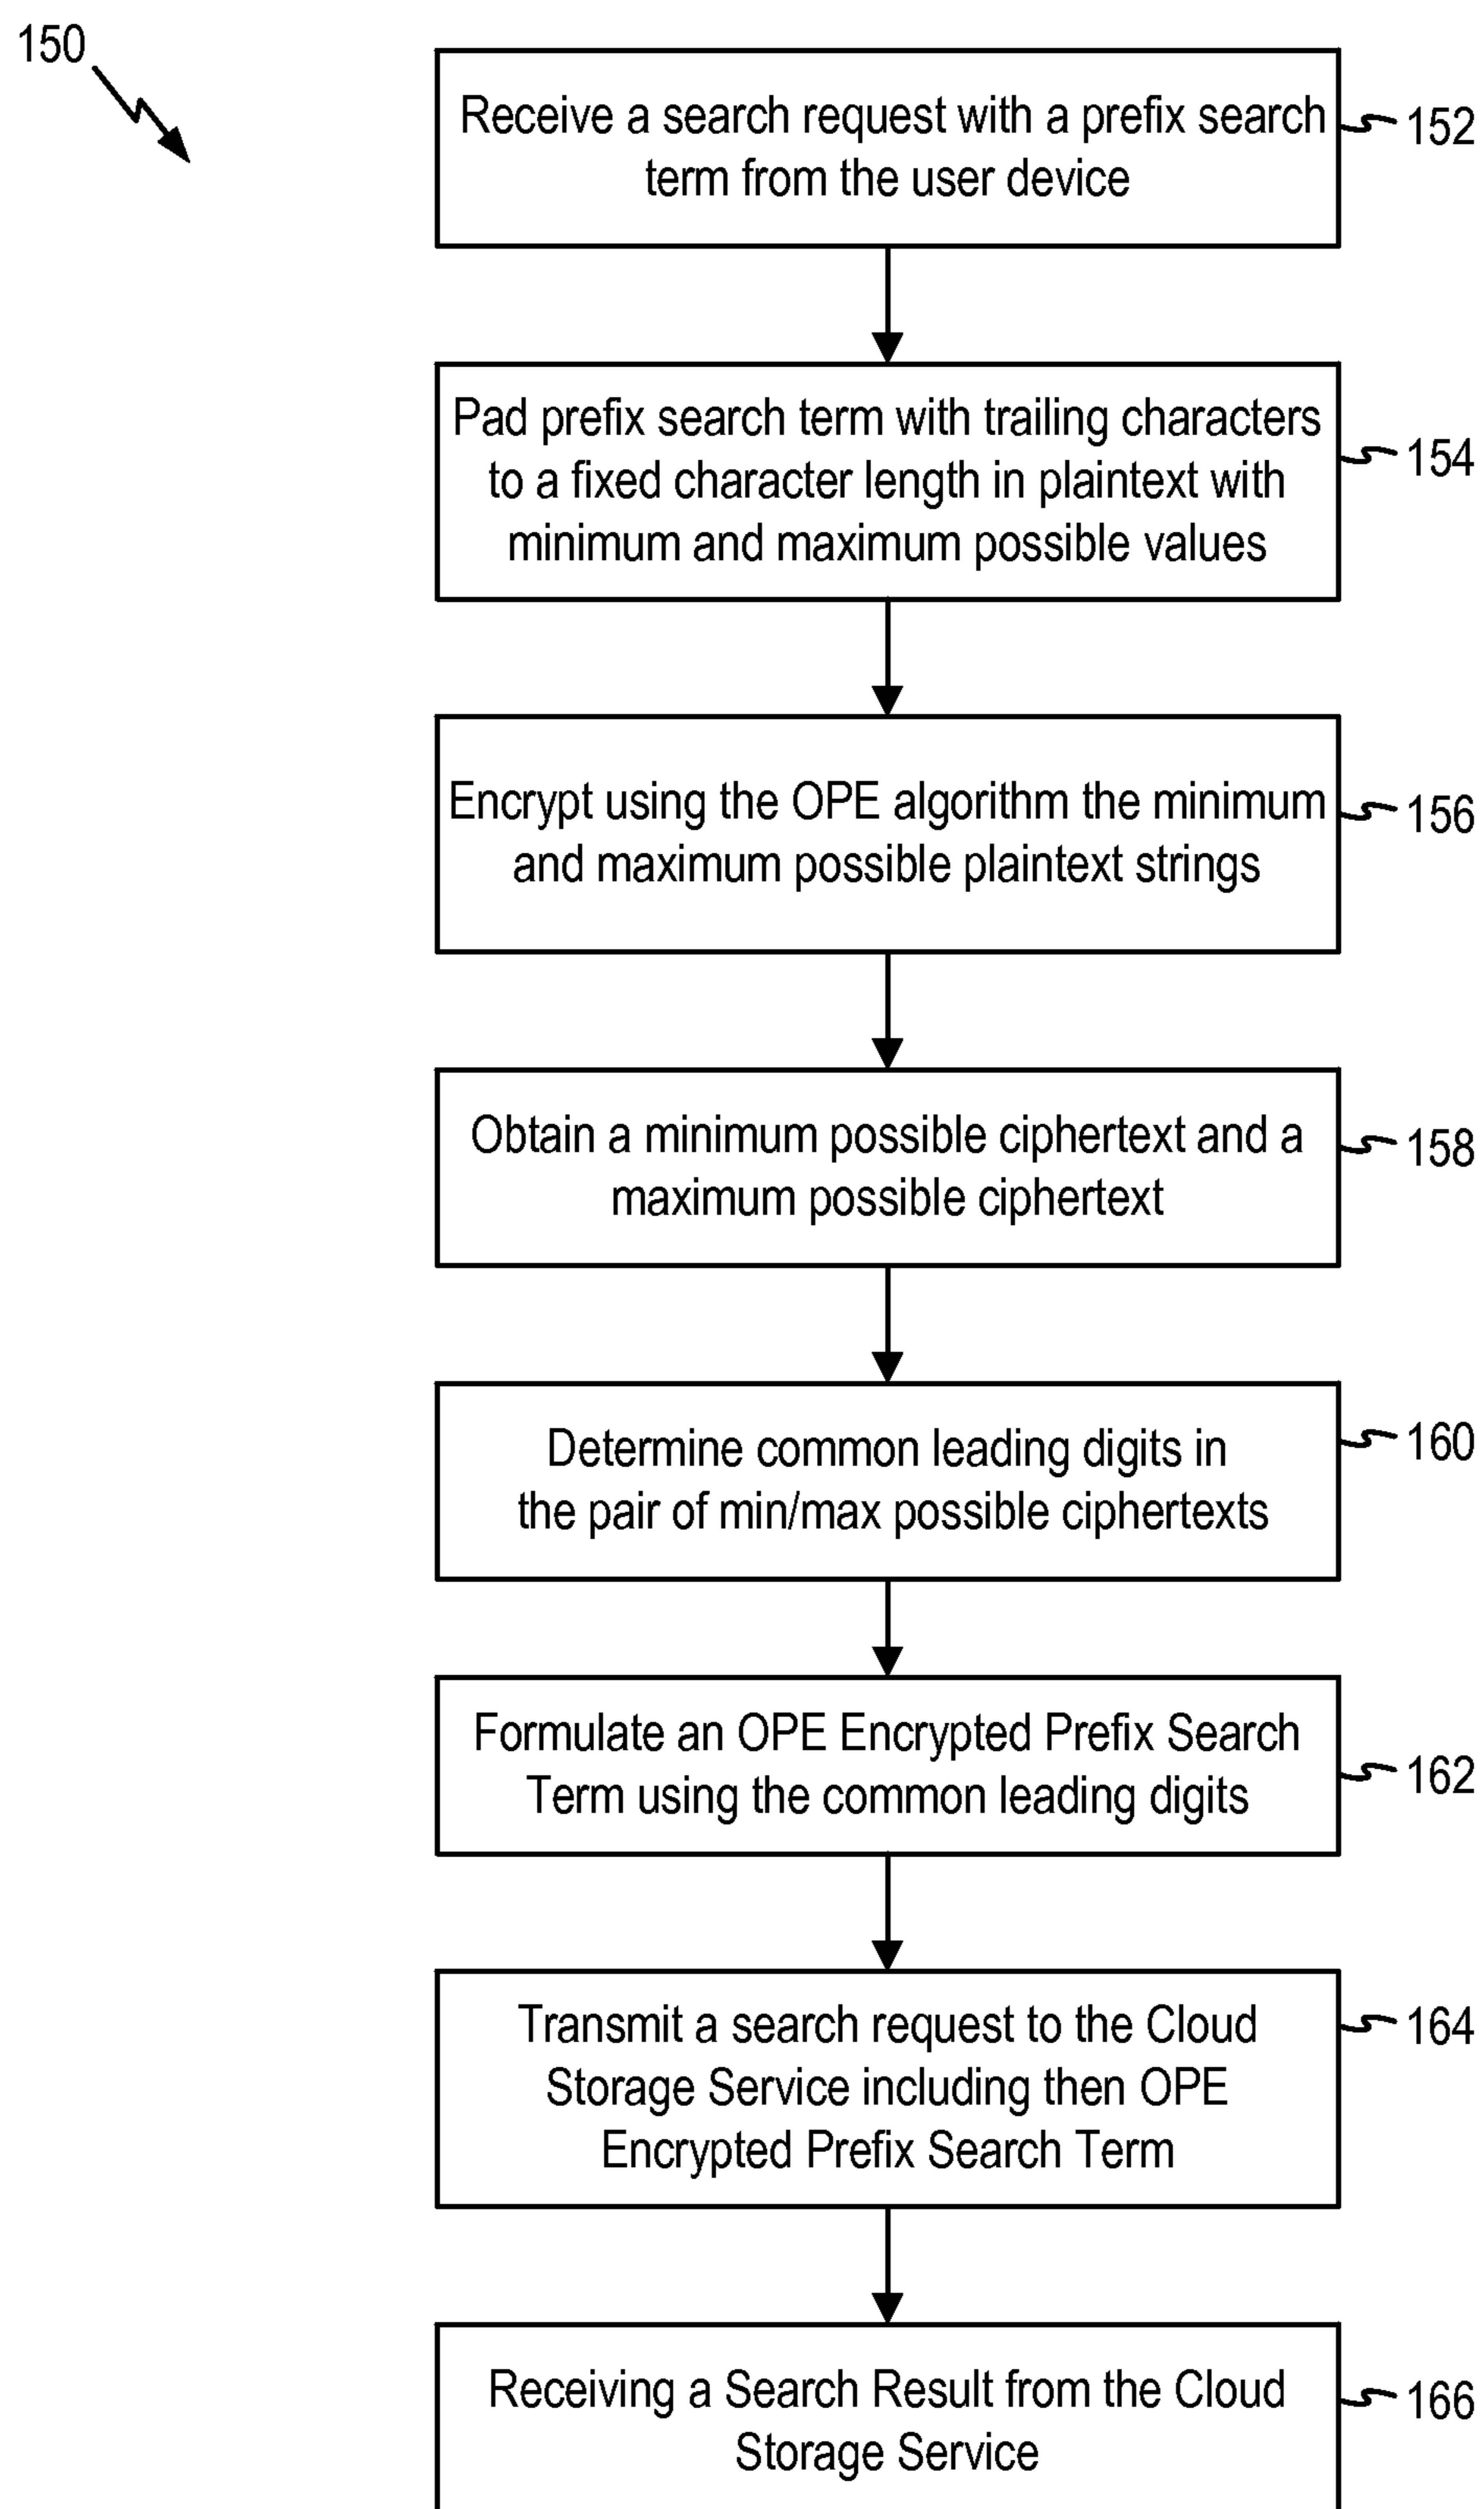 150
Receive a search request with a prefix search
term from the user device
152
Pad prefix search term with trailing characters
to a fixed character length in plaintext with
minimum and maximum possible values
154
Encrypt using the OPE algorithm the minimum
and maximum possible plaintext strings
156
Obtain a minimum possible ciphertext and a
maximum possible ciphertext
158
Determine common leading digits in
the pair of min/max possible ciphertexts
160
Formulate an OPE Encrypted Prefix Search
Term using the common leading digits
162
Transmit a search request to the Cloud
Storage Service including then OPE
Encrypted Prefix Search Term
164
Receiving a Search Result from the Cloud
Storage Service
166